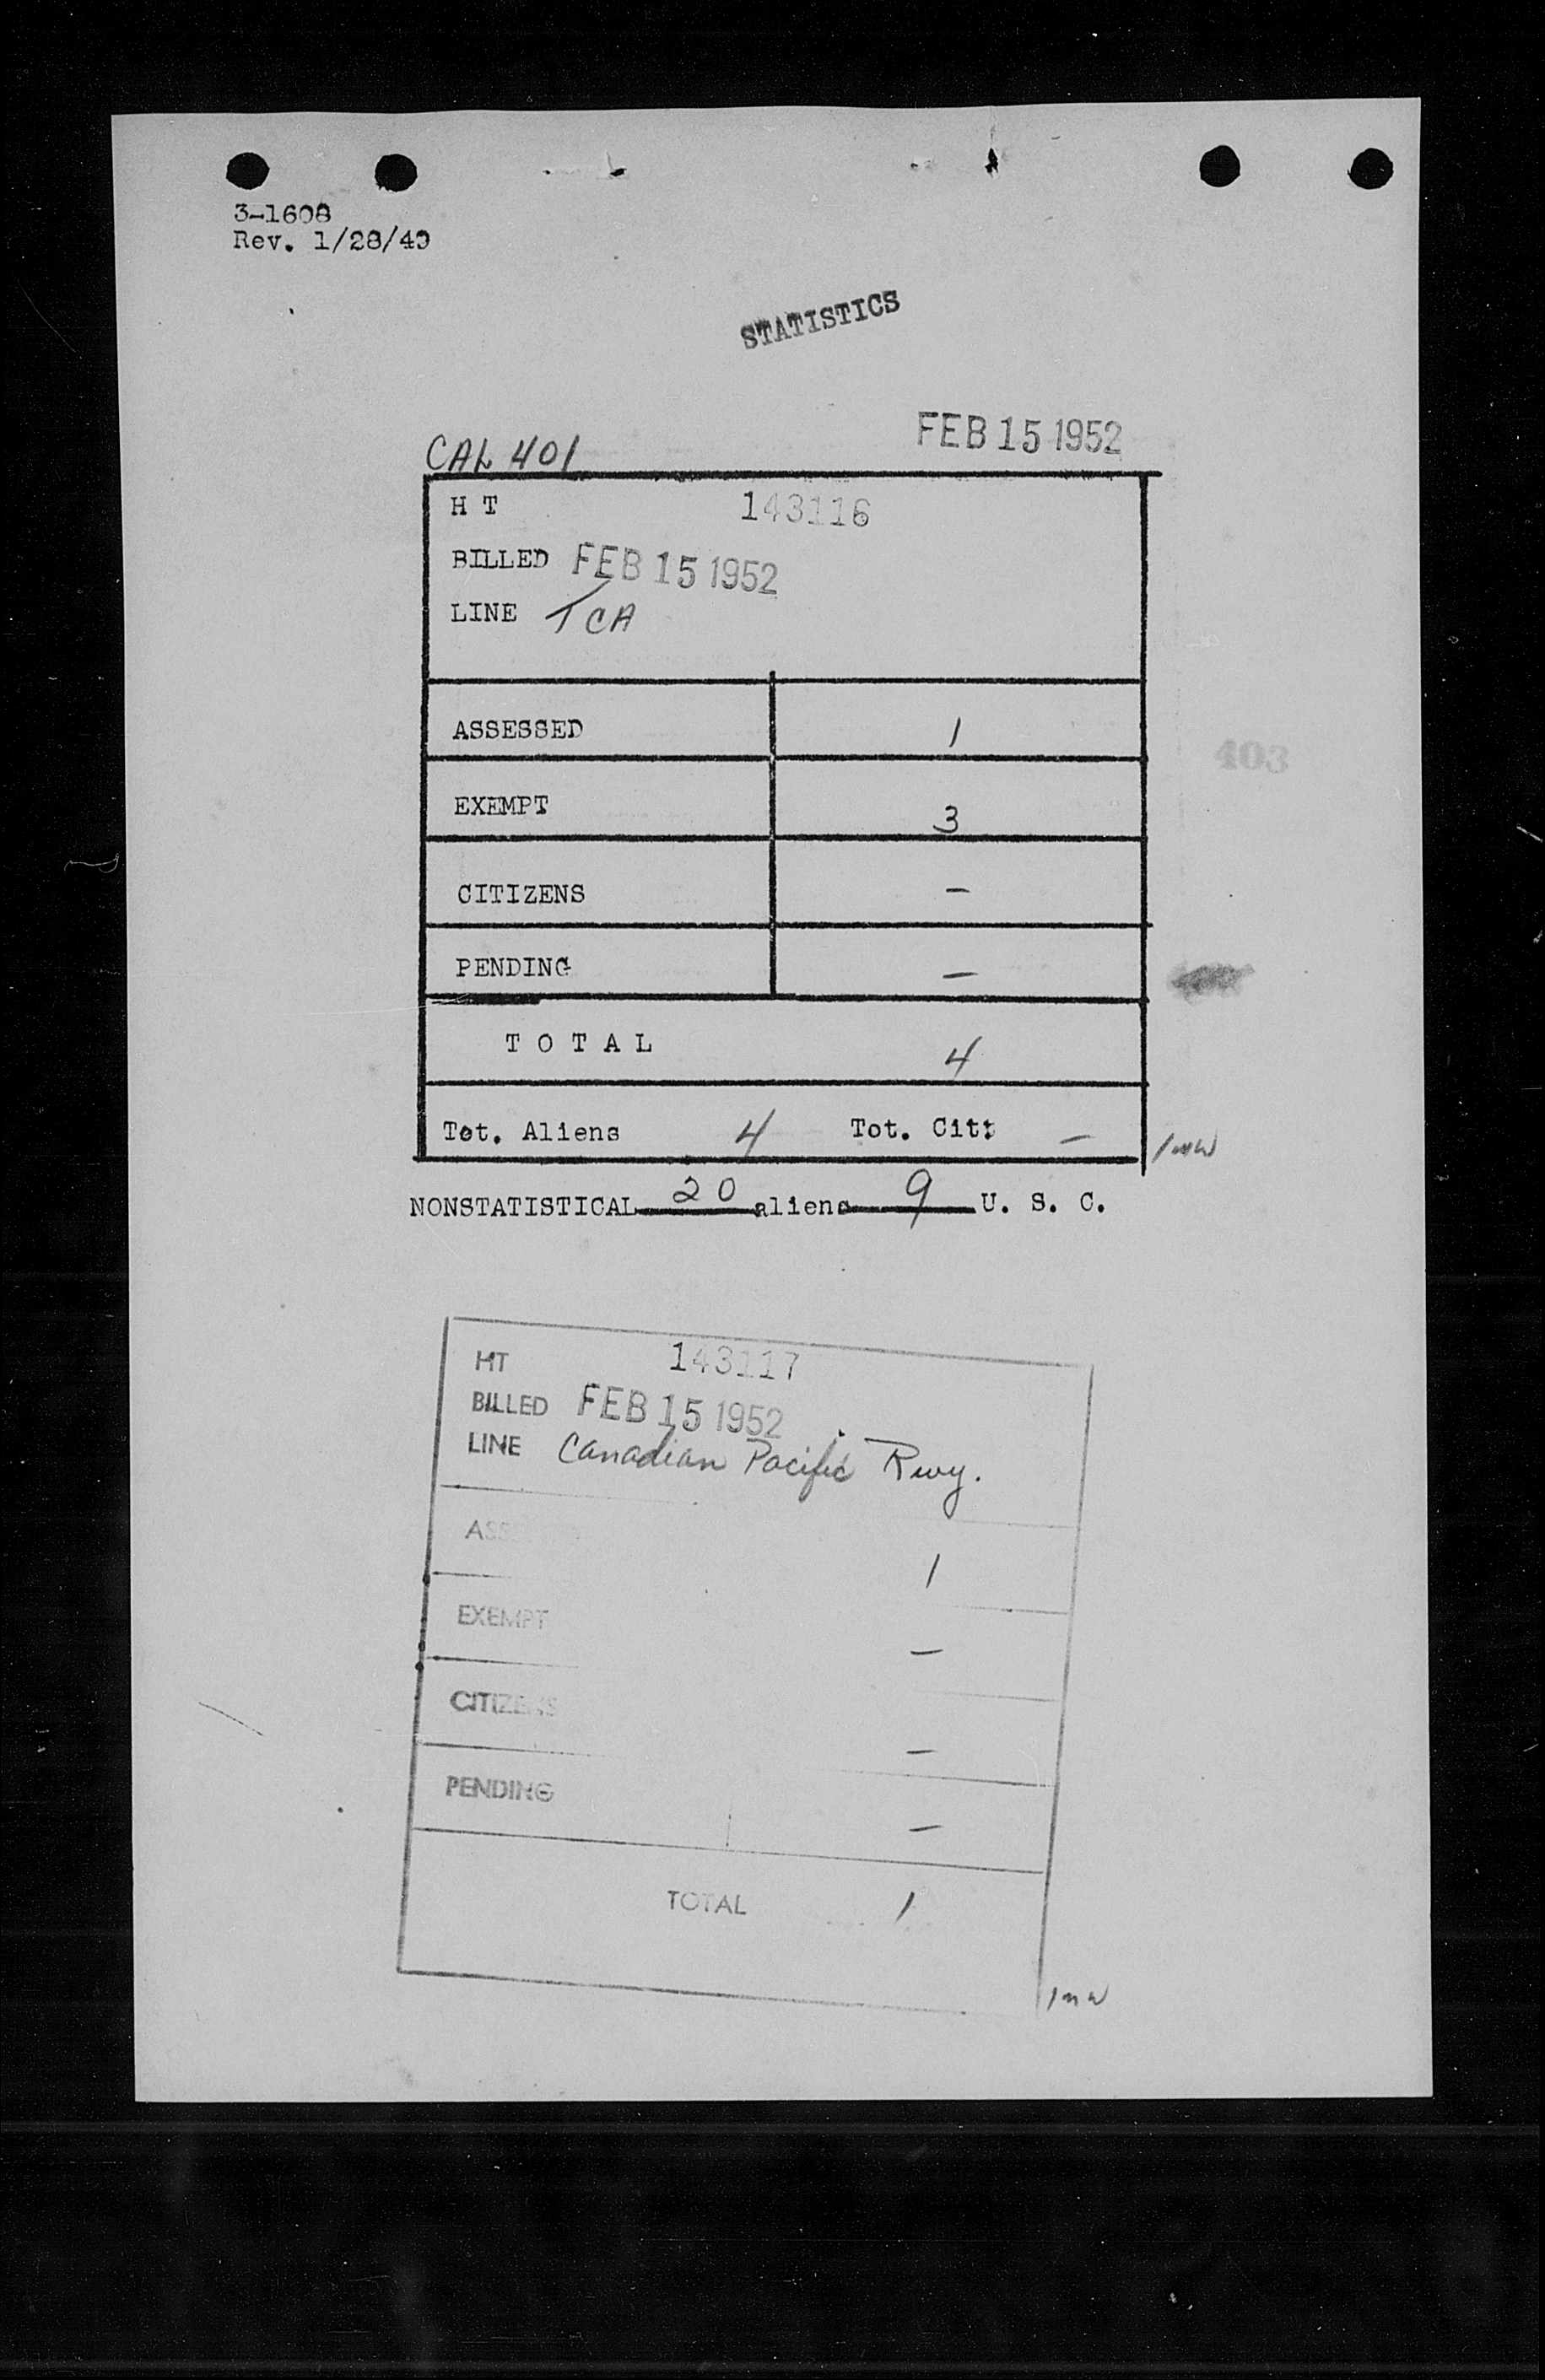 3-1608
Rev. 1/28/49
STATISTICS
FEB 15 1952
CAL 401
H T 143116
BILLED FEB 15 1952
LINE TCA
ASSESSED 1
403
EXEMPT 3
CITIZENS –
PENDING –
TOTAL 4
Tot. Aliens 4 Tot. Cit: –
NONSTATISTICAL 20 aliens 9 U. S. C.
HT 143117
BILLED FEB 15 1952
LINE Canadian Pacific Rwy.
ASS 1
EXEMPT –
CITIZENS –
PENDING –
TOTAL 1